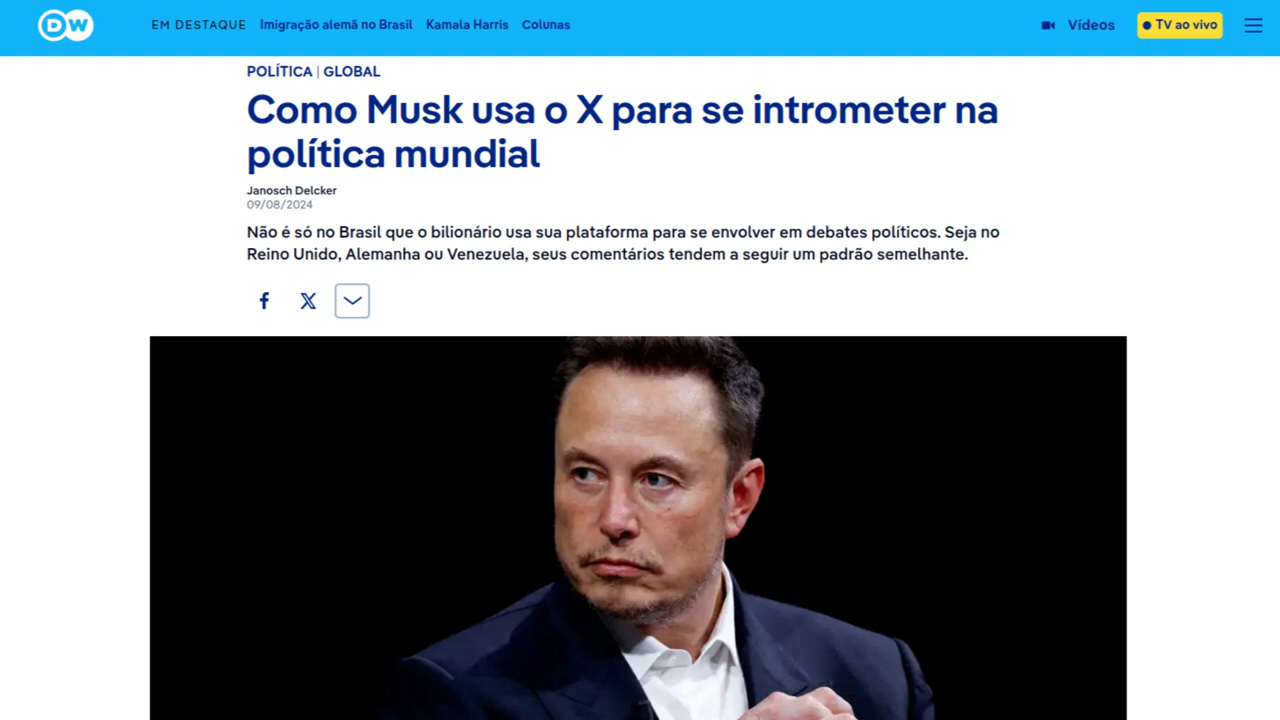 DW EM DESTAQUE Imigração alemã no Brasil Kamala Harris Colunas Vídeos TV ao vivo
POLÍTICA | GLOBAL
Como Musk usa o X para se intrometer na
política mundial
Janosch Delcker
09/08/2024
Não é só no Brasil que o bilionário usa sua plataforma para se envolver em debates políticos. Seja no
Reino Unido, Alemanha ou Venezuela, seus comentários tendem a seguir um padrão semelhante.